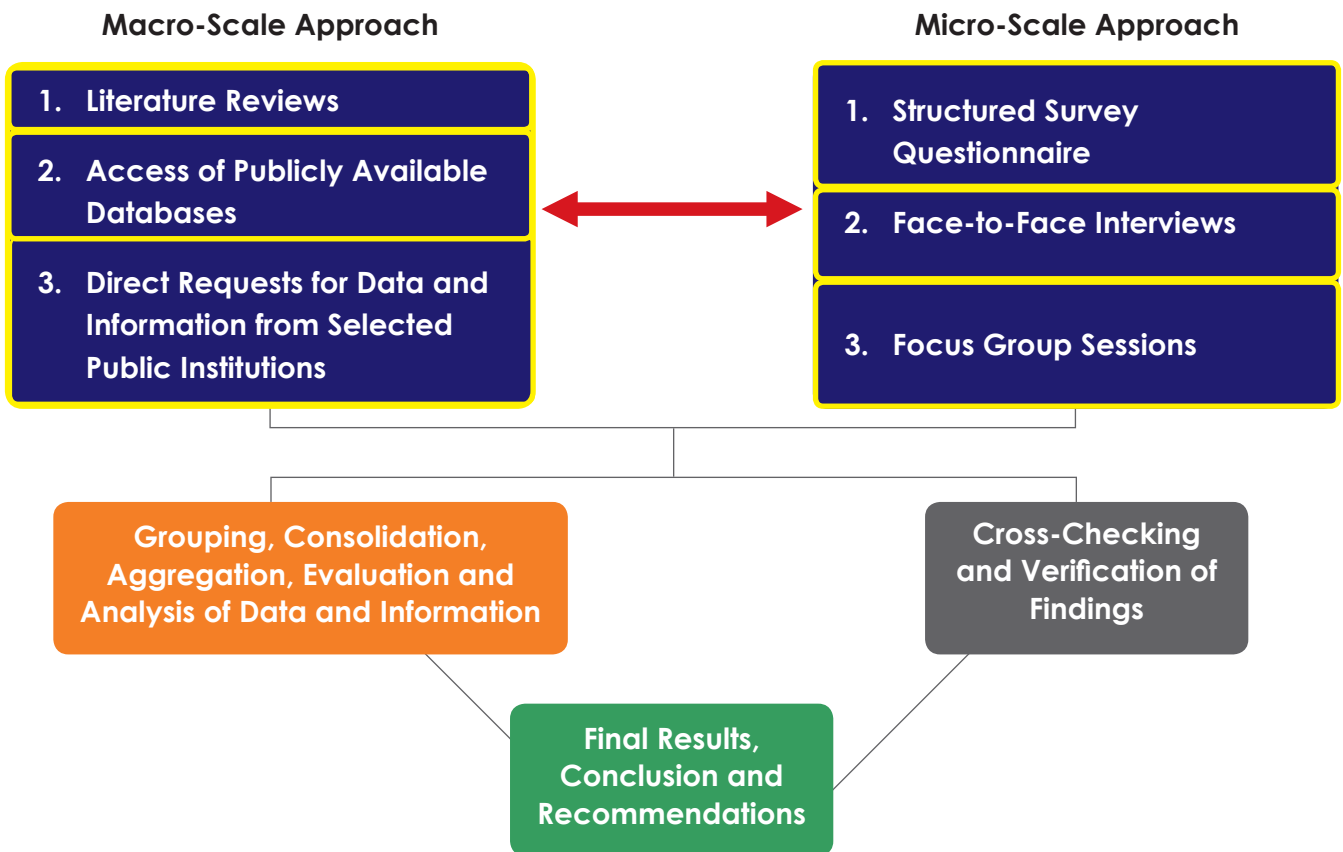 Macro-Scale Approach
1. Literature Reviews
2. Access of Publicly Available
Databases
3. Direct Requests for Data and
Information from Selected
Public Institutions
Micro-Scale Approach
1. Structured Survey
Questionnaire
2. Face-to-Face Interviews
3. Focus Group Sessions
Grouping, Consolidation,
Aggregation, Evaluation and
Analysis of Data and Information
Cross-Checking
and Verification of
Findings
Final Results,
Conclusion and
Recommendations